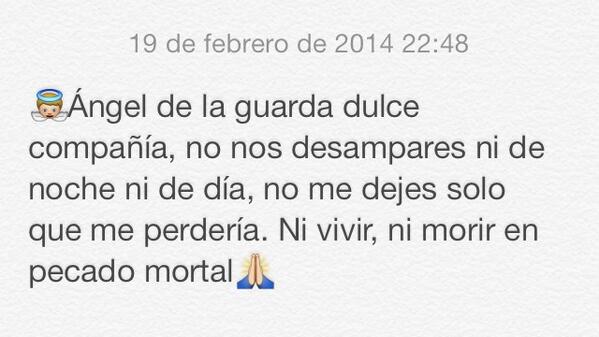 19 de febrero de 2014 22:48
👼Ángel de la guarda dulce
compañía, no nos desampares ni de
noche ni de día, no me dejes solo
que me perdería. Ni vivir, ni morir en
pecado mortal🙏